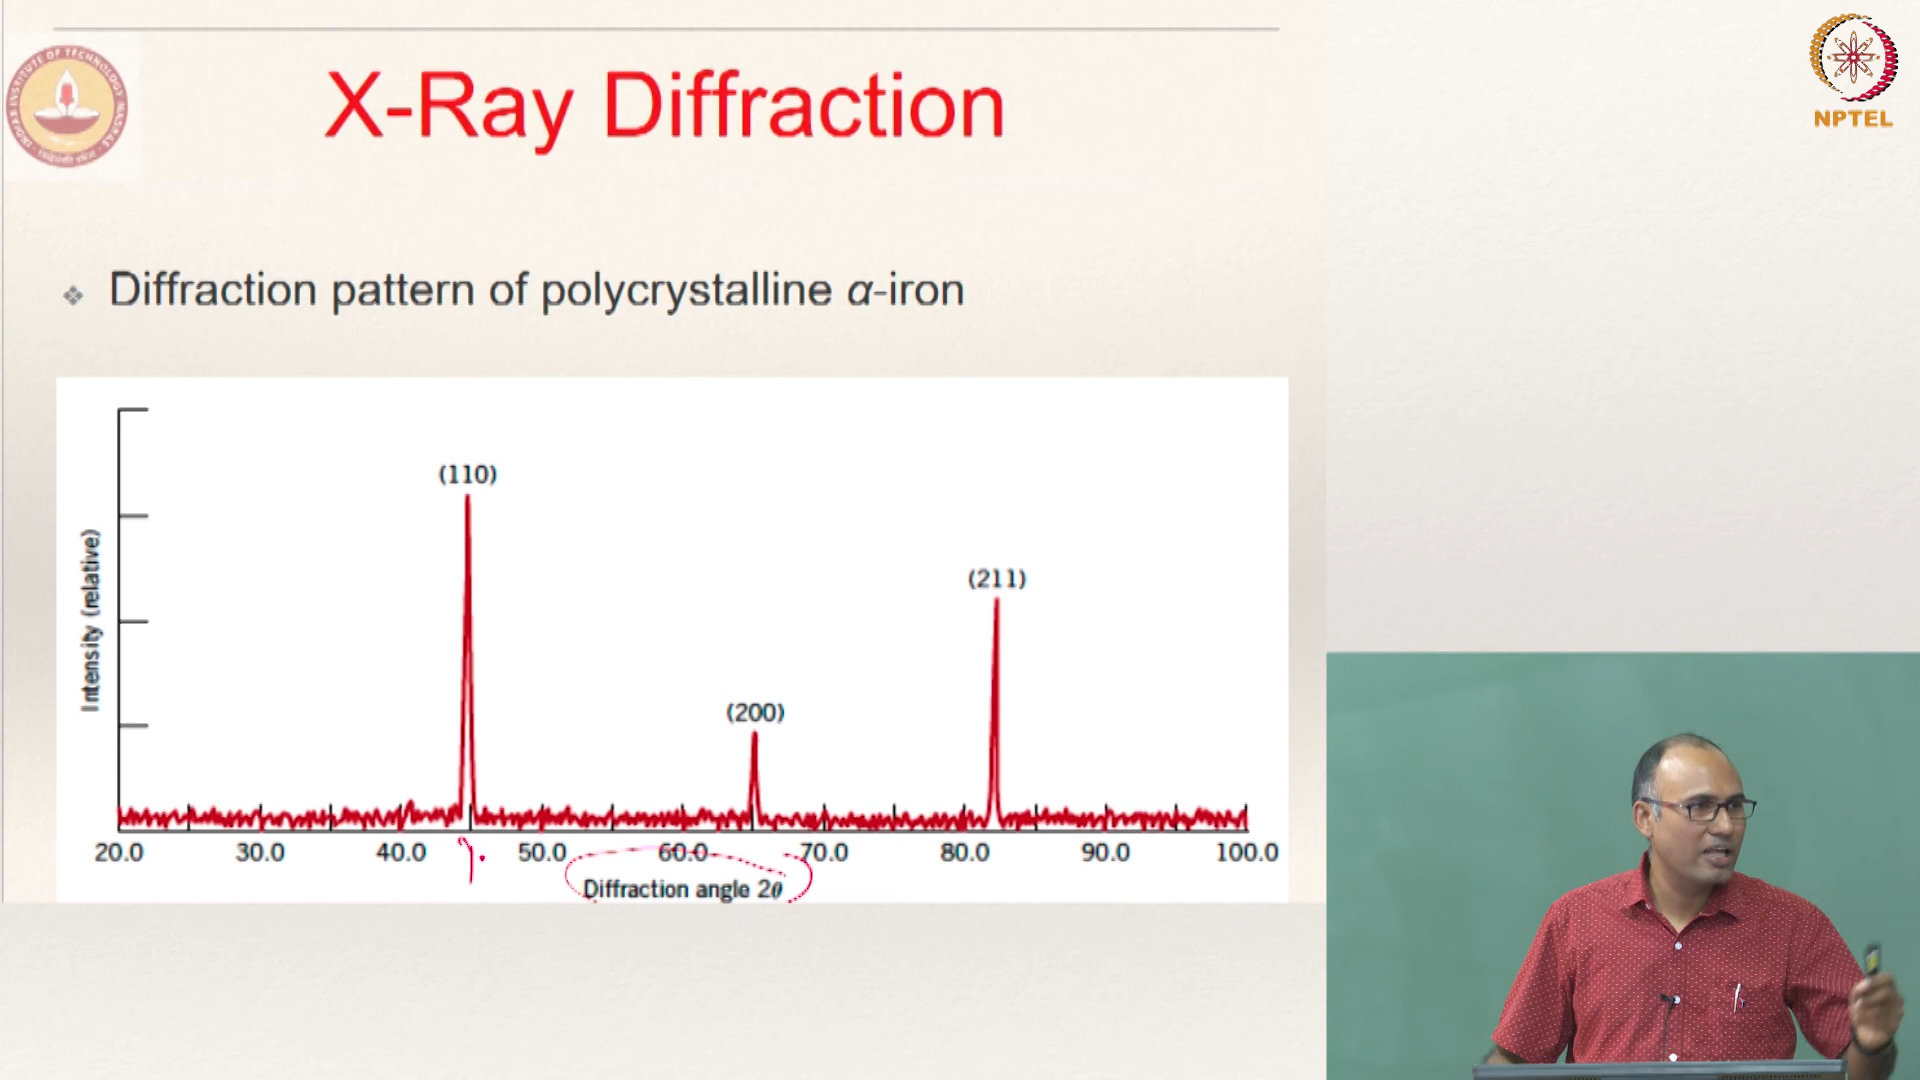 X-Ray Diffraction
NPTEL
Diffraction pattern of polycrystalline α-iron
(110)
(211)
(200)
Intensity (relative)
20.0 30.0 40.0 50.0 60.0 70.0 80.0 90.0 100.0
Diffraction angle 2θ